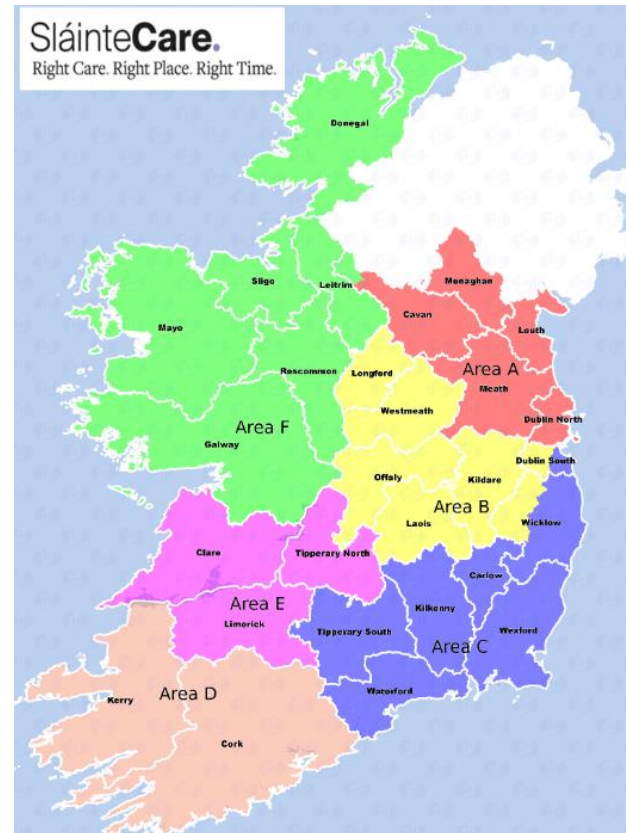 SláinteCare.
Right Care. Right Place. Right Time.
Donegal
Monaghan
Sligo
Leitrim
Cavan
Louth
Mayo
Roscommon
Longford
Area A
Meath
Westmeath
Dublin North
Area F
Galway
Dublin South
Offaly
Kildare
Area B
Laois
Wicklow
Clare
Tipperary North
Carlow
Area E
Kilkenny
Limerick
Tipperary South
Wexford
Area C
Waterford
Area D
Kerry
Cork